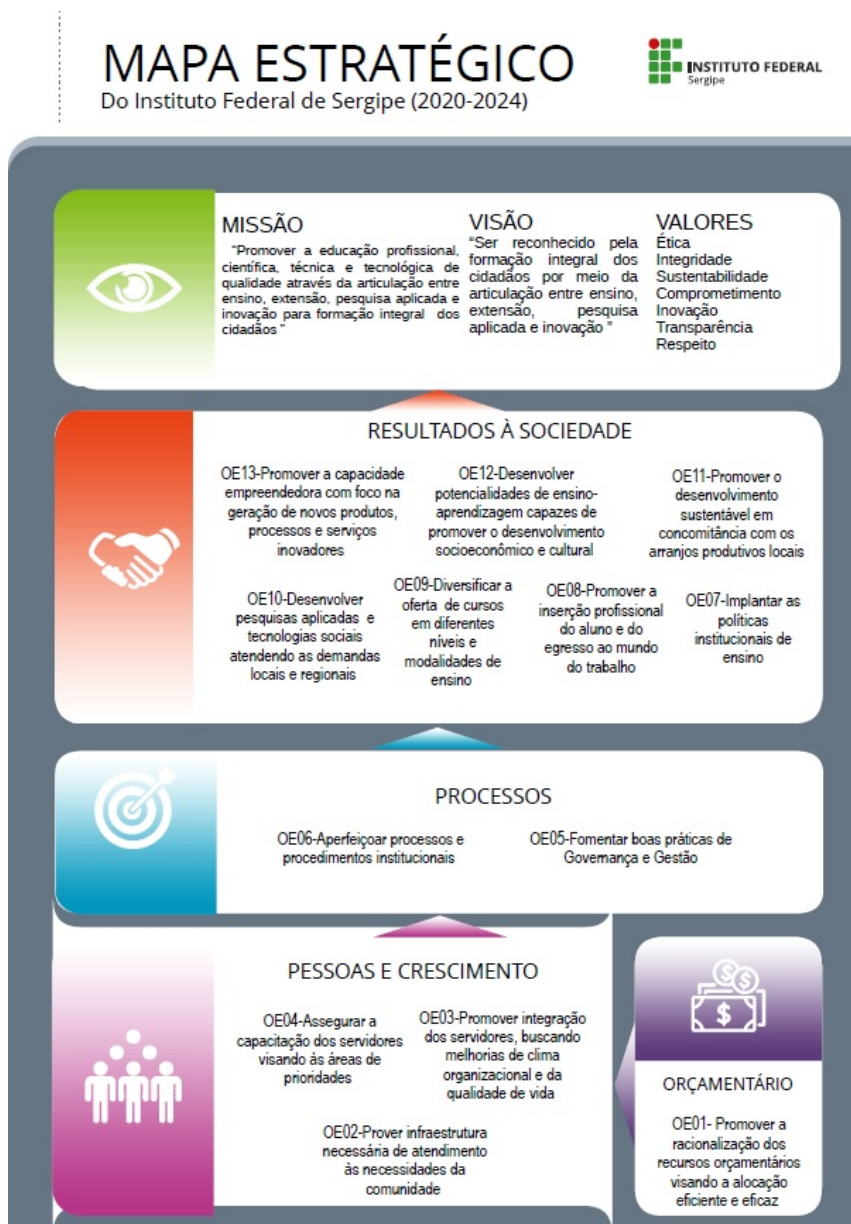 MAPA ESTRATÉGICO
Do Instituto Federal de Sergipe (2020-2024)
INSTITUTO FEDERAL
Sergipe
MISSÃO
“Promover a educação profissional,
científica, técnica e tecnológica de
qualidade através da articulação entre
ensino, extensão, pesquisa aplicada e
inovação para formação integral dos
cidadãos ”
VISÃO
“Ser reconhecido pela
formação integral dos
cidadãos por meio da
articulação entre ensino,
extensão, pesquisa
aplicada e inovação ”
VALORES
Ética
Integridade
Sustentabilidade
Comprometimento
Inovação
Transparência
Respeito
RESULTADOS À SOCIEDADE
OE13-Promover a capacidade
empreendedora com foco na
geração de novos produtos,
processos e serviços
inovadores
OE12-Desenvolver
potencialidades de ensino-
aprendizagem capazes de
promover o desenvolvimento
socioeconômico e cultural
OE11-Promover o
desenvolvimento
sustentável em
concomitância com os
arranjos produtivos locais
OE10-Desenvolver
pesquisas aplicadas e
tecnologias sociais
atendendo as demandas
locais e regionais
OE09-Diversificar a
oferta de cursos
em diferentes
níveis e
modalidades de
ensino
OE08-Promover a
inserção profissional
do aluno e do
egresso ao mundo
do trabalho
OE07-Implantar as
políticas
institucionais de
ensino
PROCESSOS
OE06-Aperfeiçoar processos e
procedimentos institucionais
OE05-Fomentar boas práticas de
Governança e Gestão
PESSOAS E CRESCIMENTO
OE04-Assegurar a
capacitação dos servidores
visando às áreas de
prioridades
OE03-Promover integração
dos servidores, buscando
melhorias de clima
organizacional e da
qualidade de vida
OE02-Prover infraestrutura
necessária de atendimento
às necessidades da
comunidade
$$
$
ORÇAMENTÁRIO
OE01- Promover a
racionalização dos
recursos orçamentários
visando a alocação
eficiente e eficaz